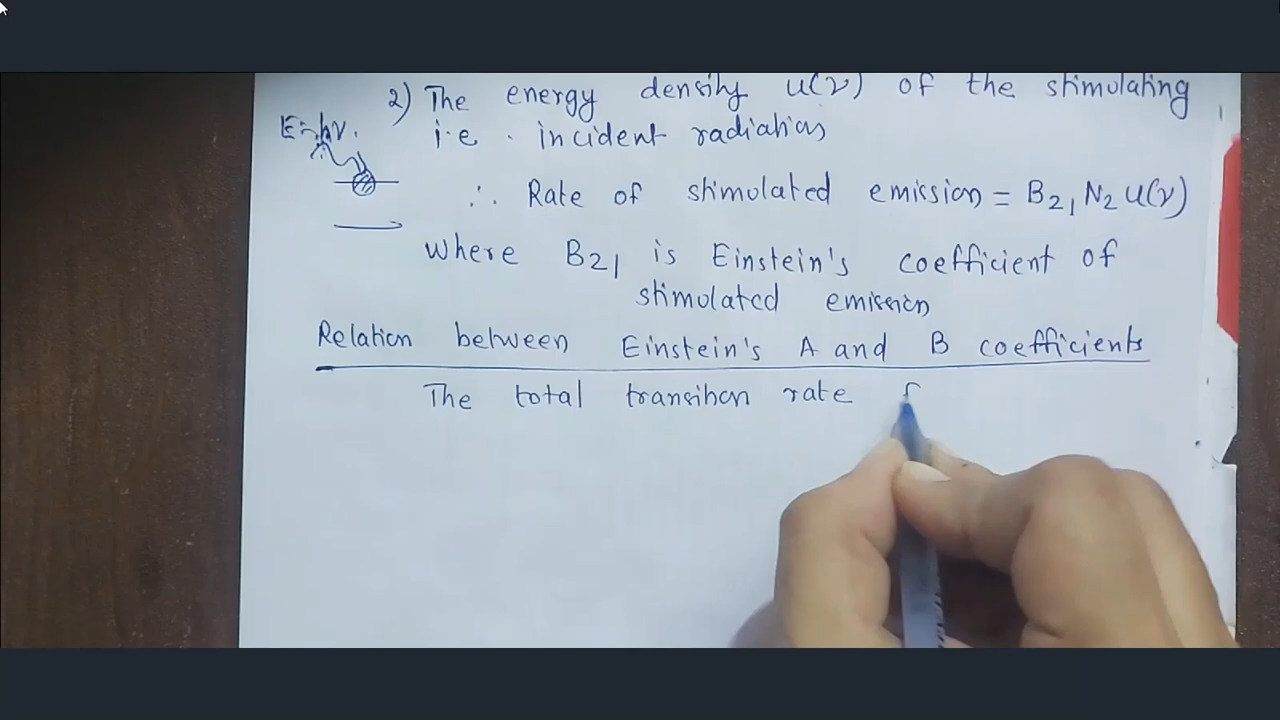 2) The energy density u(ν) of the stimulating
i.e. incident radiation
E=hν.
∴ Rate of stimulated emission = B₂₁ N₂ u(ν)
where B₂₁ is Einstein's coefficient of
stimulated emission
Relation between Einstein's A and B coefficients
The total transition rate f